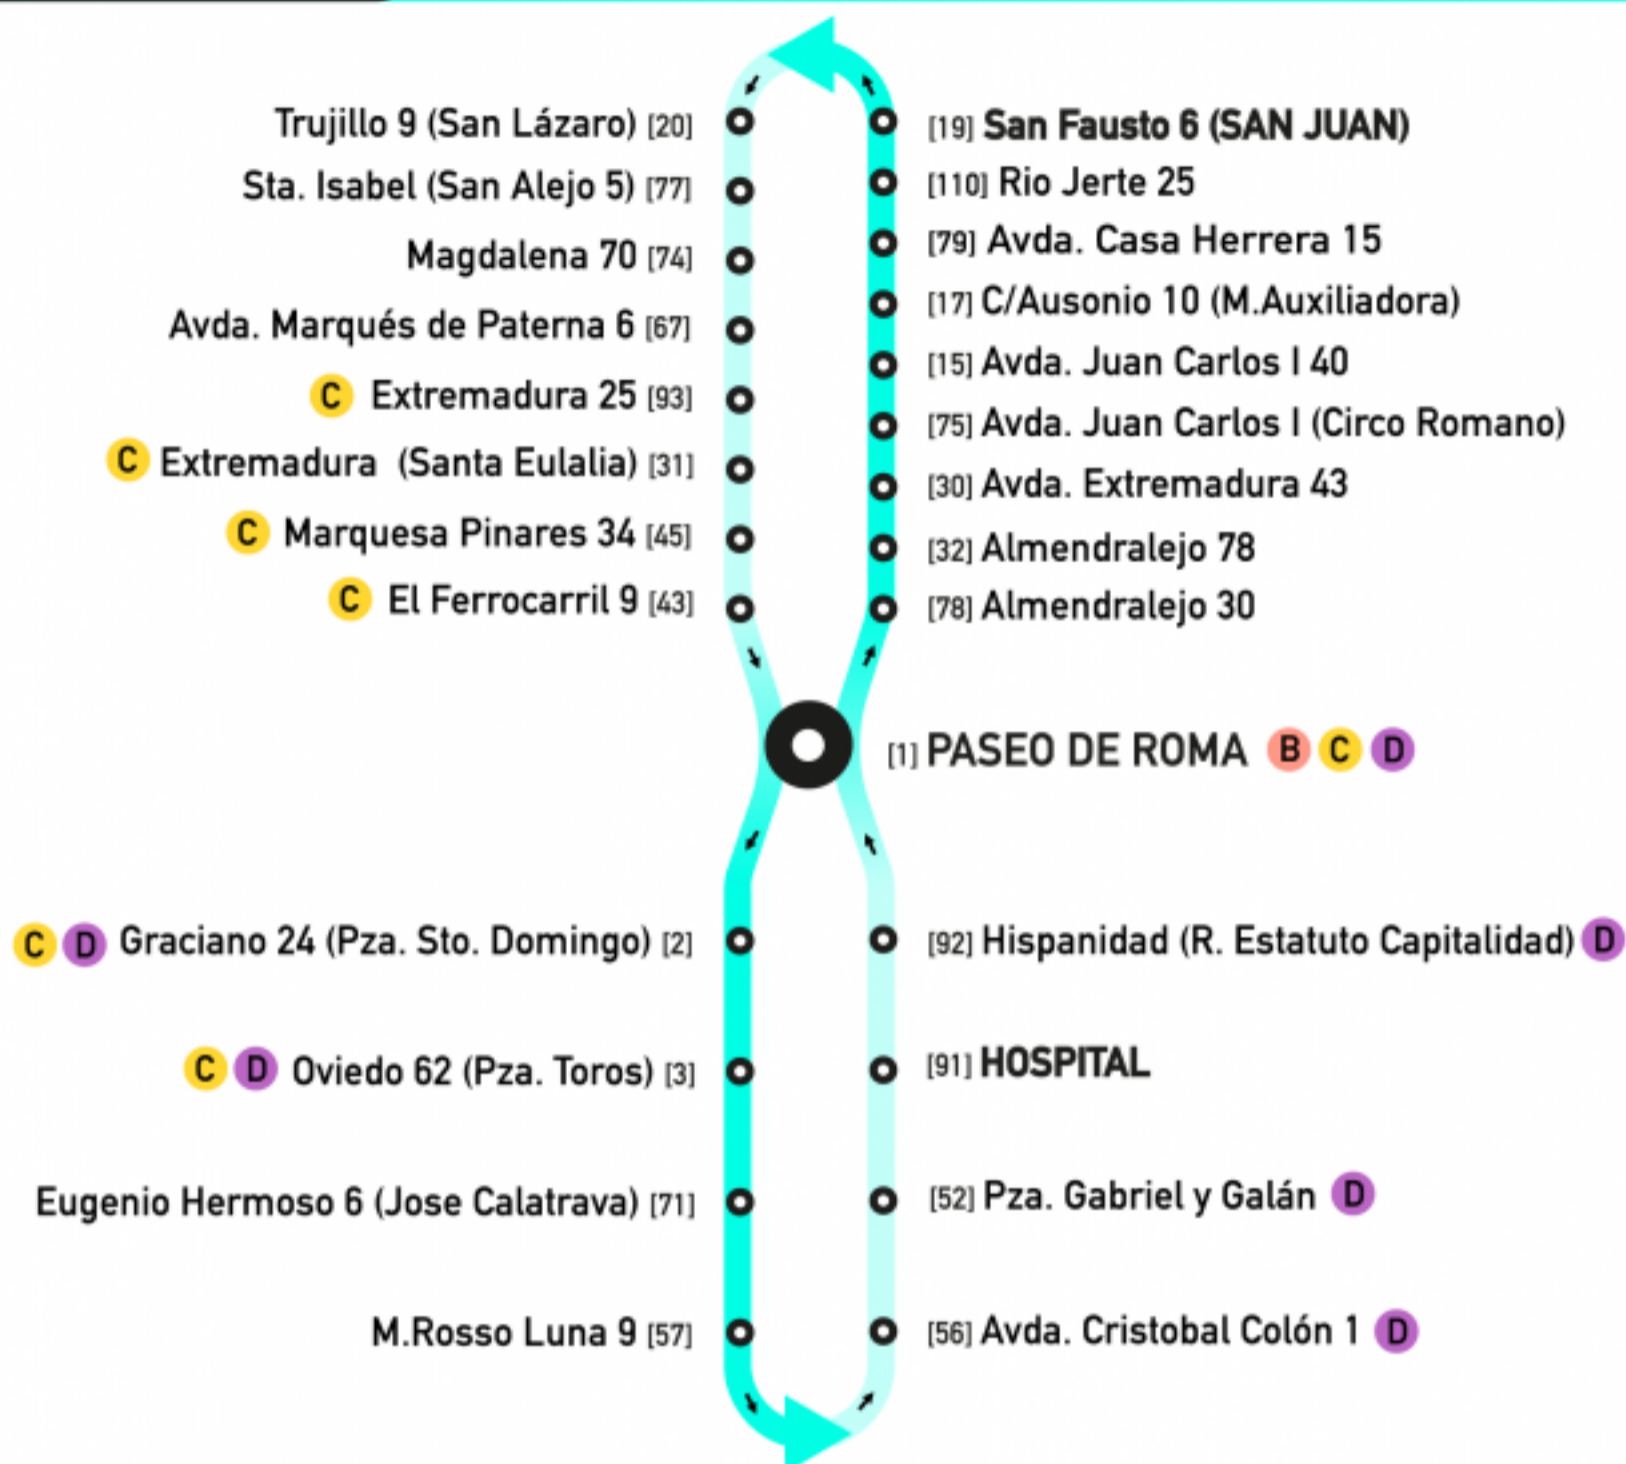 Trujillo 9 (San Lázaro) [20]
Sta. Isabel (San Alejo 5) [77]
Magdalena 70 [74]
Avda. Marqués de Paterna 6 [67]
C Extremadura 25 [93]
C Extremadura (Santa Eulalia) [31]
C Marquesa Pinares 34 [45]
C El Ferrocarril 9 [43]
[19] San Fausto 6 (SAN JUAN)
[110] Rio Jerte 25
[79] Avda. Casa Herrera 15
[17] C/Ausonio 10 (M.Auxiliadora)
[15] Avda. Juan Carlos I 40
[75] Avda. Juan Carlos I (Circo Romano)
[30] Avda. Extremadura 43
[32] Almendralejo 78
[78] Almendralejo 30
[1] PASEO DE ROMA B C D
C D Graciano 24 (Pza. Sto. Domingo) [2]
C D Oviedo 62 (Pza. Toros) [3]
Eugenio Hermoso 6 (Jose Calatrava) [71]
M.Rosso Luna 9 [57]
[92] Hispanidad (R. Estatuto Capitalidad) D
[91] HOSPITAL
[52] Pza. Gabriel y Galán D
[56] Avda. Cristobal Colón 1 D